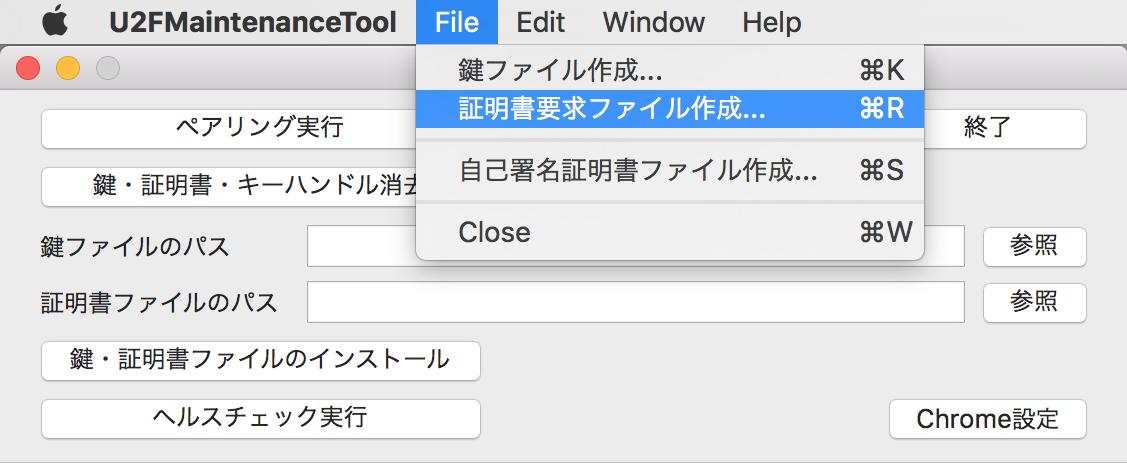 U2FMaintenanceTool File Edit Window Help
鍵ファイル作成... ⌘K
証明書要求ファイル作成... ⌘R
自己署名証明書ファイル作成... ⌘S
Close ⌘W
ペアリング実行
終了
鍵・証明書・キーハンドル消去
鍵ファイルのパス
参照
証明書ファイルのパス
参照
鍵・証明書ファイルのインストール
ヘルスチェック実行
Chrome設定